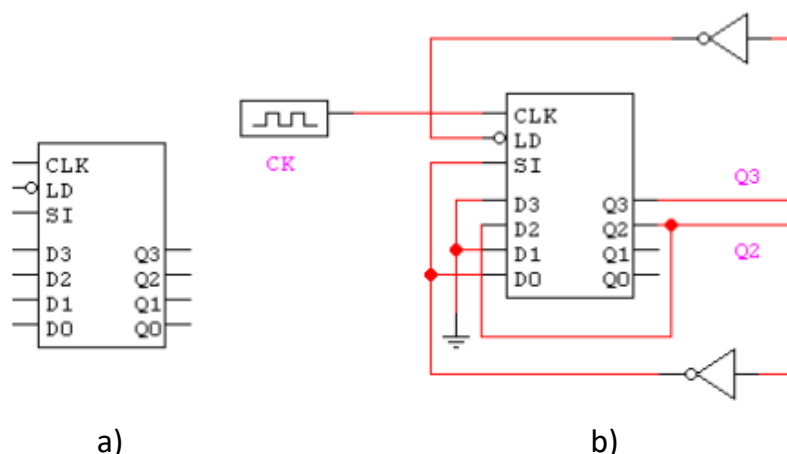 CLK
LD
SI
D3 Q3
D2 Q2
D1 Q1
D0 Q0
a)
CK
CLK
LD
SI
D3 Q3
D2 Q2
D1 Q1
D0 Q0
Q3
Q2
b)